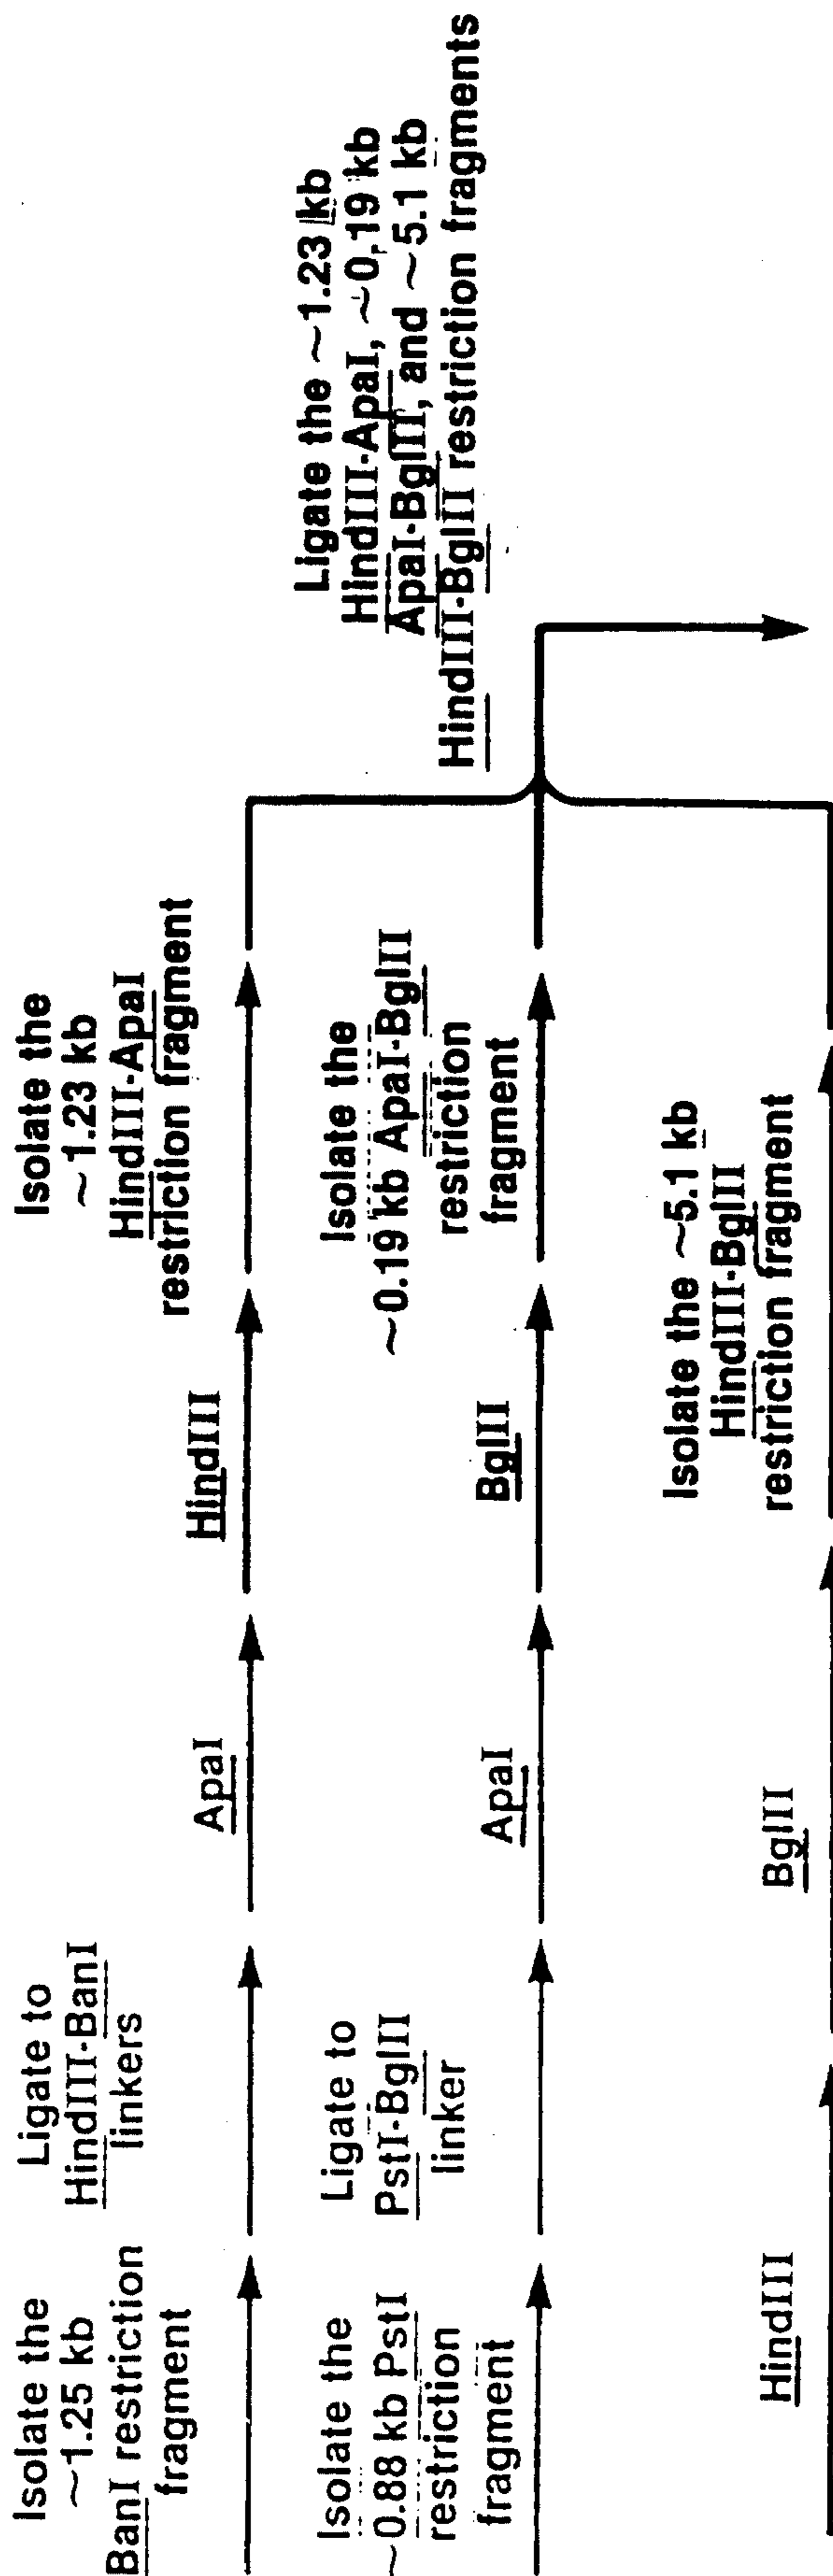 Isolate the
~1.25 kb
BanI restriction
fragment
Ligate to
HindIII-BanI
linkers
ApaI
HindIII
Isolate the
~1.23 kb
HindIII-ApaI
restriction fragment
Isolate the
~0.88 kb PstI
restriction
fragment
Ligate to
PstI-BglII
linker
ApaI
BglII
Isolate the
~0.19 kb ApaI-BglII
restriction
fragment
Ligate the ~1.23 kb
HindIII-ApaI, ~0.19 kb
ApaI-BglII, and ~5.1 kb
HindIII-BglII restriction fragments
HindIII
BglII
Isolate the ~5.1 kb
HindIII-BglII
restriction fragment